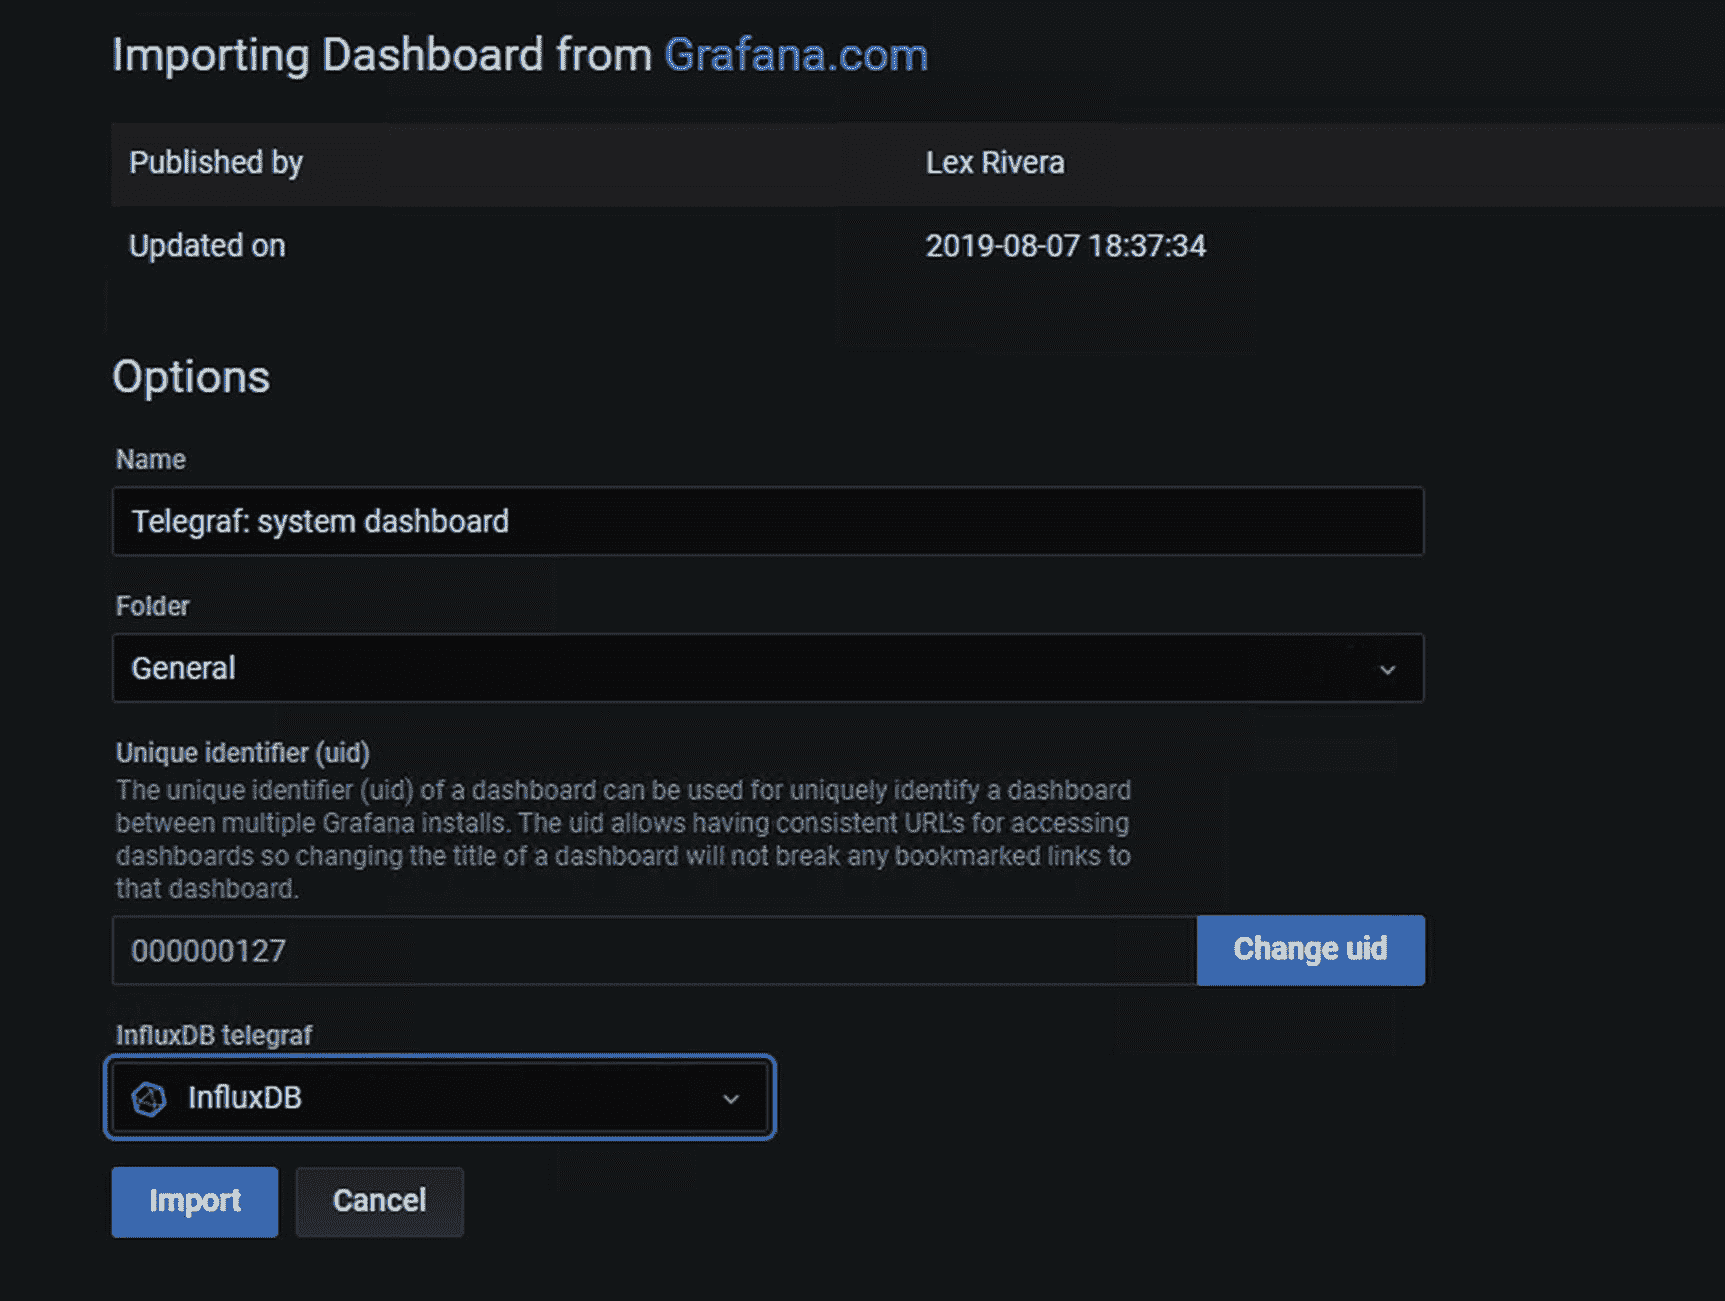 Importing Dashboard from Grafana.com
Published by Lex Rivera
Updated on 2019-08-07 18:37:34
Options
Name
Telegraf: system dashboard
Folder
General
Unique identifier (uid)
The unique identifier (uid) of a dashboard can be used for uniquely identify a dashboard
between multiple Grafana installs. The uid allows having consistent URL's for accessing
dashboards so changing the title of a dashboard will not break any bookmarked links to
that dashboard.
000000127 Change uid
InfluxDB telegraf
InfluxDB
Import Cancel